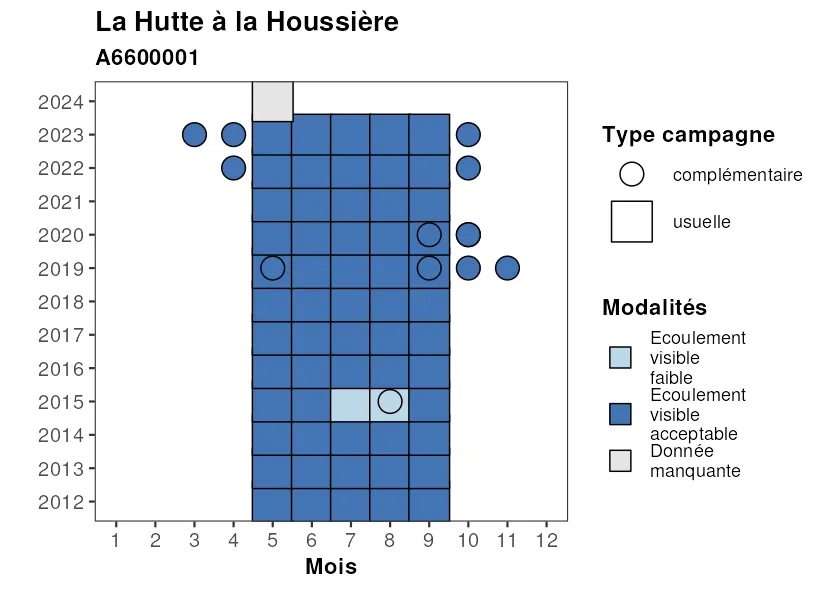 La Hutte à la Houssière
A6600001
2024
2023
2022
2021
2020
2019
2018
2017
2016
2015
2014
2013
2012
1 2 3 4 5 6 7 8 9 10 11 12
Mois
Type campagne
complémentaire
usuelle
Modalités
Ecoulement
visible
faible
Ecoulement
visible
acceptable
Donnée
manquante